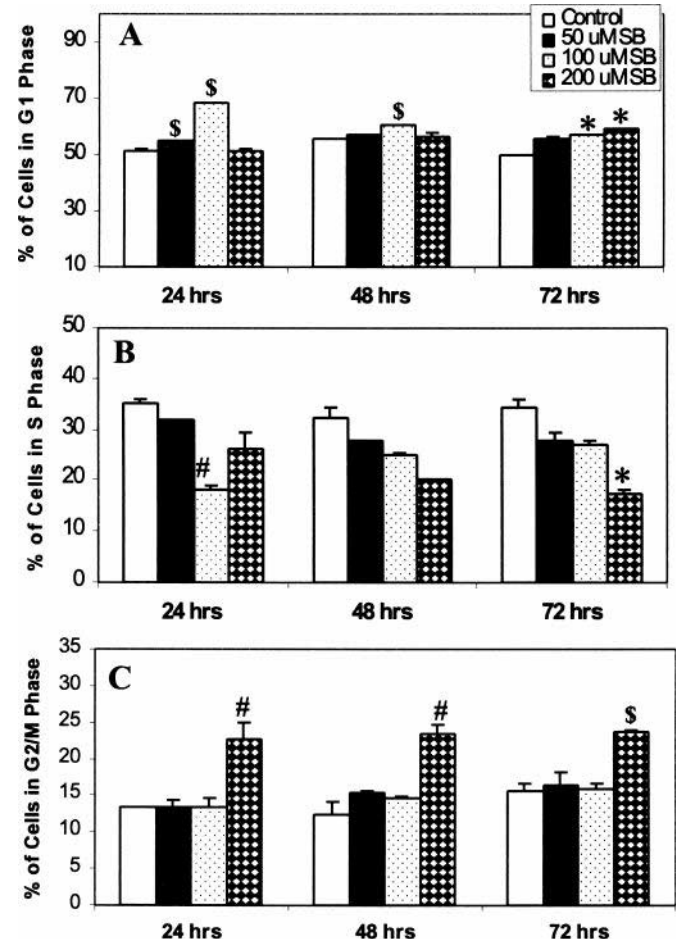 A
Control
50 uMSB
100 uMSB
200 uMSB
% of Cells in G1 Phase
90
70
50
30
10
$
$
$
*
*
24 hrs
48 hrs
72 hrs
B
% of Cells in S Phase
50
40
30
20
10
0
#
*
24 hrs
48 hrs
72 hrs
C
% of Cells in G2/M Phase
35
30
25
20
15
10
5
0
#
#
$
24 hrs
48 hrs
72 hrs